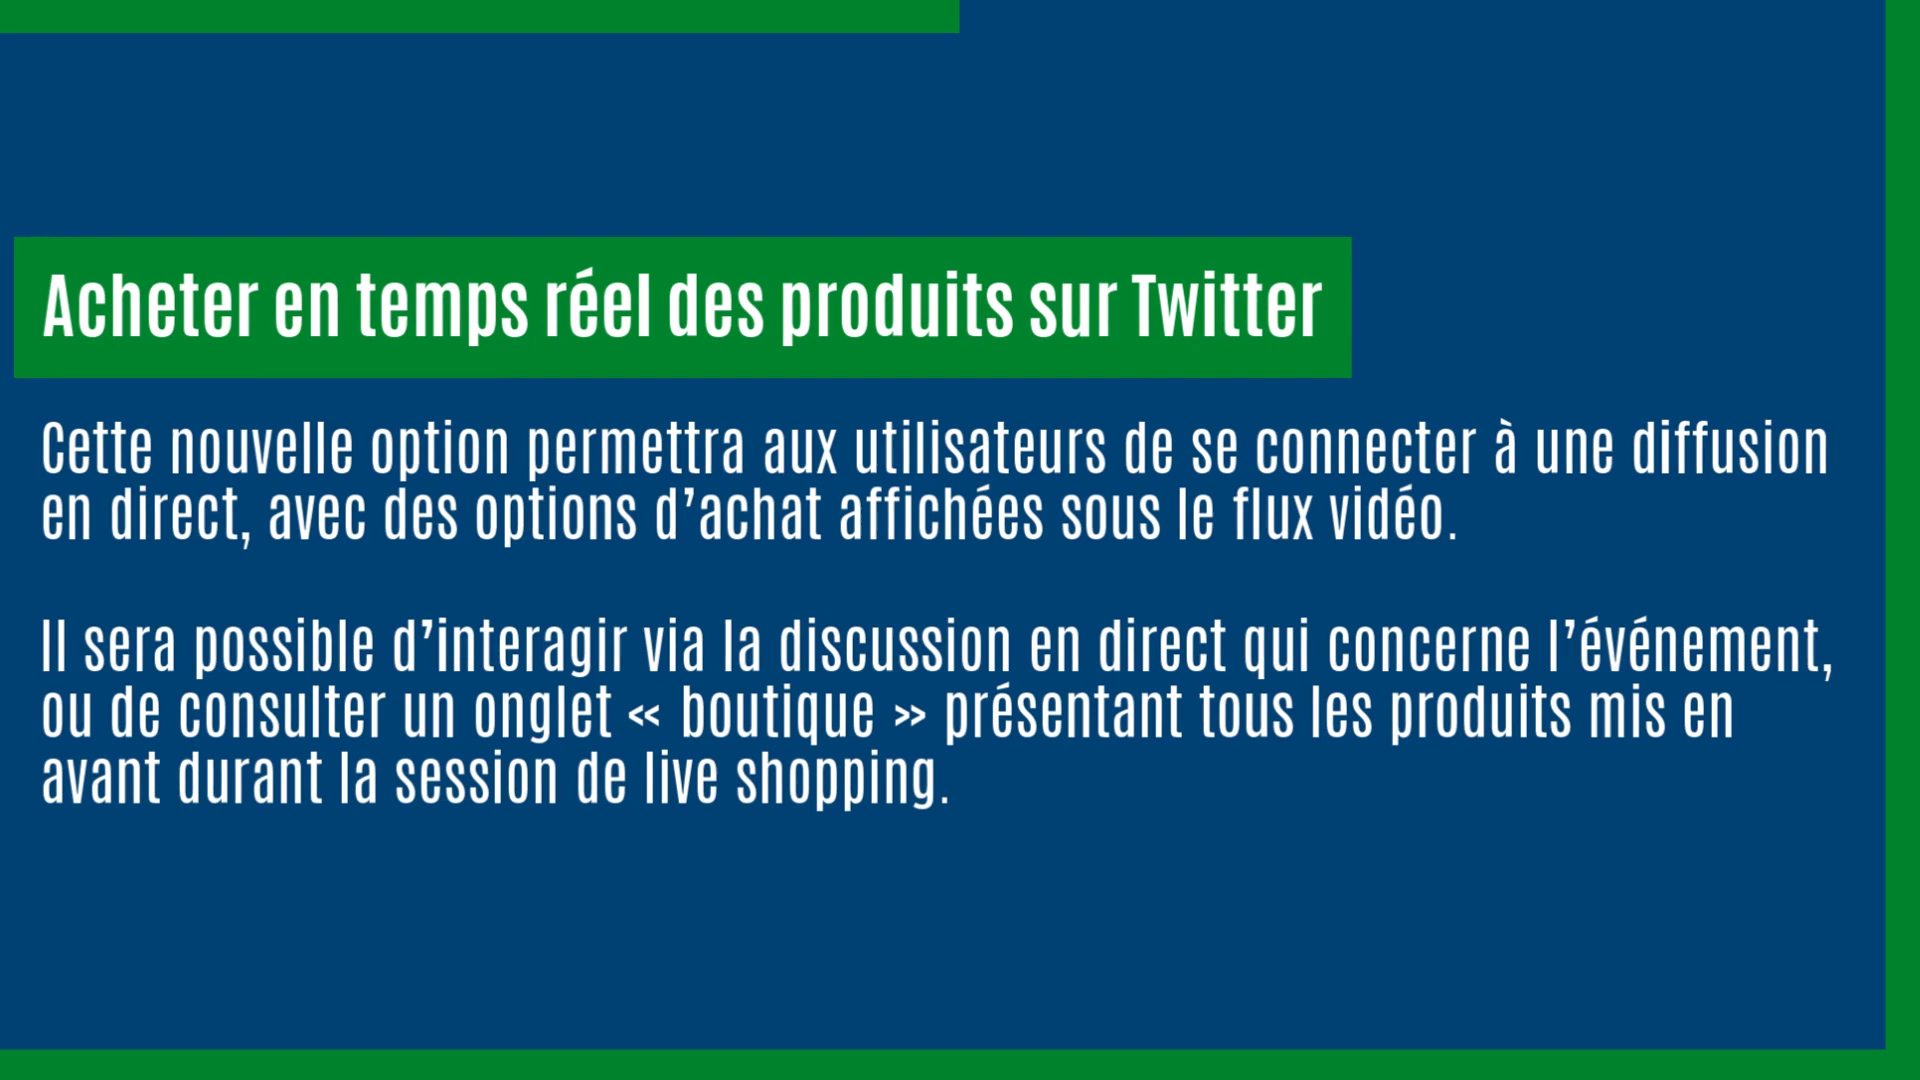 Acheter en temps réel des produits sur Twitter
Cette nouvelle option permettra aux utilisateurs de se connecter à une diffusion
en direct, avec des options d’achat affichées sous le flux vidéo.
Il sera possible d’interagir via la discussion en direct qui concerne l’événement,
ou de consulter un onglet « boutique » présentant tous les produits mis en
avant durant la session de live shopping.